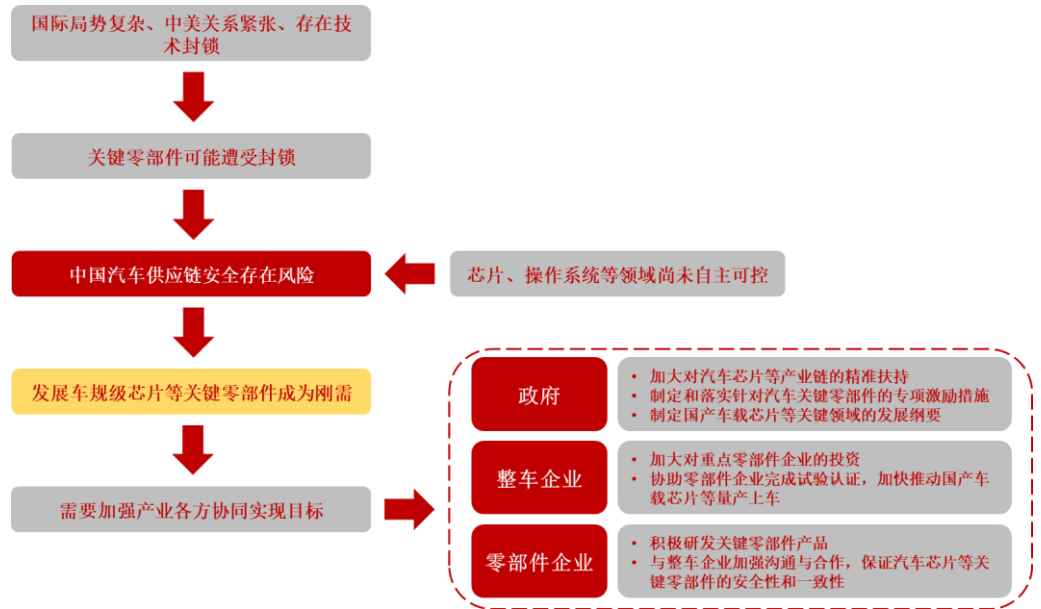 国际局势复杂、中美关系紧张、存在技
术封锁
关键零部件可能遭受封锁
中国汽车供应链安全存在风险
芯片、操作系统等领域尚未自主可控
发展车规级芯片等关键零部件成为刚需
需要加强产业各方协同实现目标
政府
• 加大对汽车芯片等产业链的精准扶持
• 制定和落实针对汽车关键零部件的专项激励措施
• 制定国产车载芯片等关键领域的发展纲要
整车企业
• 加大对重点零部件企业的投资
• 协助零部件企业完成试验认证，加快推动国产车
载芯片等量产上车
零部件企业
• 积极研发关键零部件产品
• 与整车企业加强沟通与合作，保证汽车芯片等关
键零部件的安全性和一致性